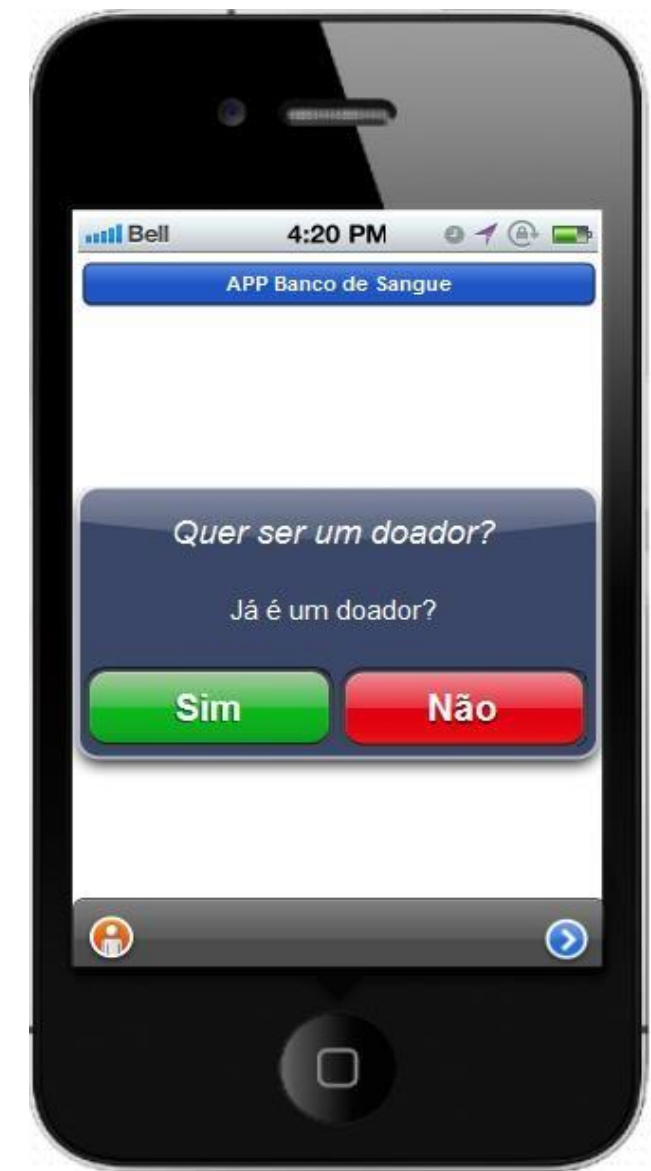 Bell 4:20 PM
APP Banco de Sangue
Quer ser um doador?
Já é um doador?
Sim Não